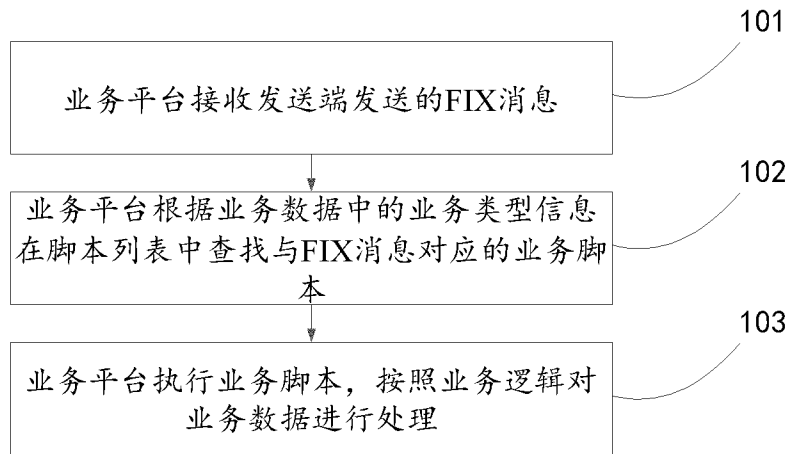 101
业务平台接收发送端发送的FIX消息
102
业务平台根据业务数据中的业务类型信息
在脚本列表中查找与FIX消息对应的业务脚
本
103
业务平台执行业务脚本，按照业务逻辑对
业务数据进行处理